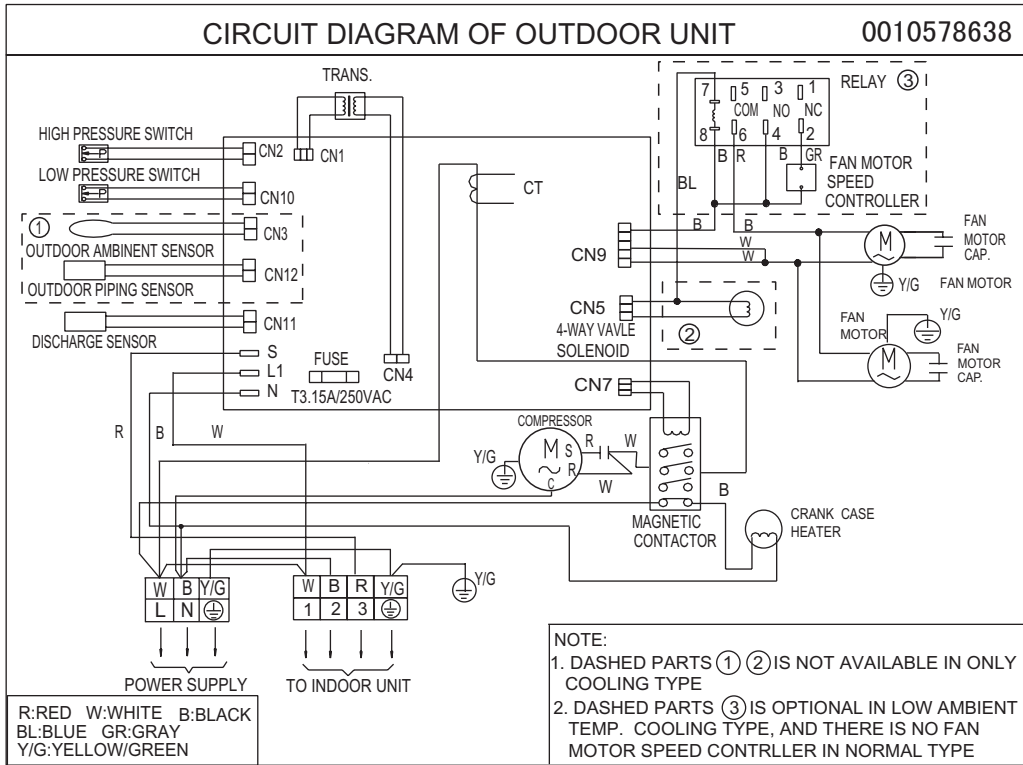 CIRCUIT DIAGRAM OF OUTDOOR UNIT
0010578638
TRANS.
HIGH PRESSURE SWITCH
P
CN2
CN1
LOW PRESSURE SWITCH
P
CN10
1
CN3
OUTDOOR AMBINENT SENSOR
CN12
OUTDOOR PIPING SENSOR
CN11
DISCHARGE SENSOR
S
L1
N
FUSE
T3.15A/250VAC
CN4
CT
RELAY 3
7 5 3 1
COM NO NC
8 6 4 2
B R B GR
BL
FAN MOTOR
SPEED
CONTROLLER
B
B
W
W
CN9
M
FAN
MOTOR
CAP.
Y/G
FAN MOTOR
CN5
4-WAY VAVLE
SOLENOID
2
FAN
MOTOR
Y/G
M
FAN
MOTOR
CAP.
CN7
R B W
COMPRESSOR
Y/G
M S
R
C
R W
W
B
MAGNETIC
CONTACTOR
CRANK CASE
HEATER
W B Y/G
L N
W B R Y/G
1 2 3
Y/G
POWER SUPPLY
TO INDOOR UNIT
R:RED W:WHITE B:BLACK
BL:BLUE GR:GRAY
Y/G:YELLOW/GREEN
NOTE:
1. DASHED PARTS 1 2 IS NOT AVAILABLE IN ONLY
COOLING TYPE
2. DASHED PARTS 3 IS OPTIONAL IN LOW AMBIENT
TEMP. COOLING TYPE, AND THERE IS NO FAN
MOTOR SPEED CONTRLLER IN NORMAL TYPE